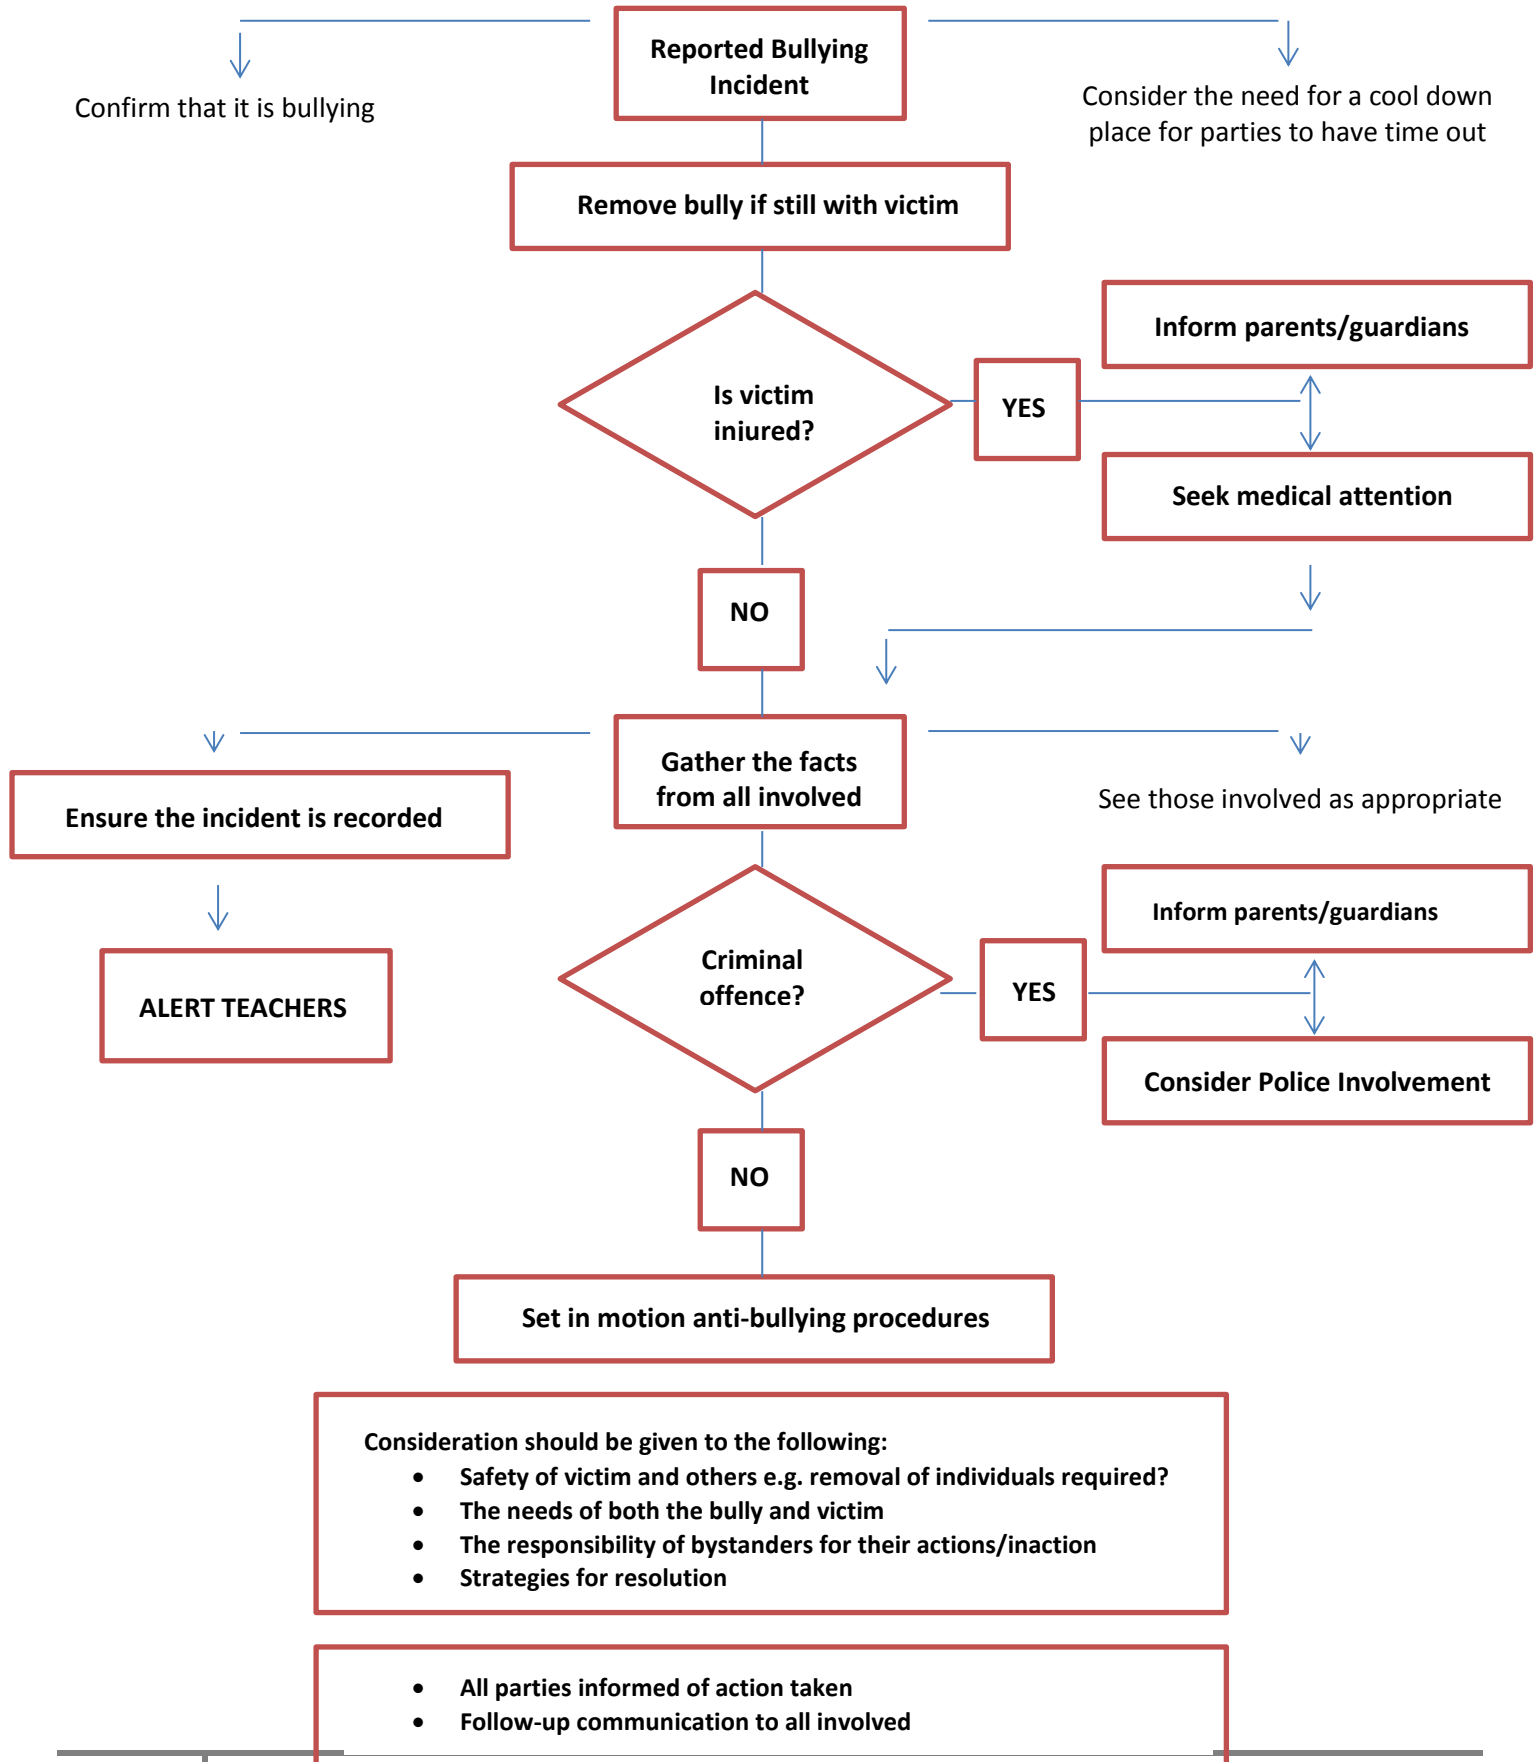 Reported Bullying
Incident
Confirm that it is bullying
Consider the need for a cool down
place for parties to have time out
Remove bully if still with victim
Is victim
injured?
YES
Inform parents/guardians
Seek medical attention
NO
Gather the facts
from all involved
Ensure the incident is recorded
See those involved as appropriate
ALERT TEACHERS
Criminal
offence?
YES
Inform parents/guardians
Consider Police Involvement
NO
Set in motion anti-bullying procedures
Consideration should be given to the following:
• Safety of victim and others e.g. removal of individuals required?
• The needs of both the bully and victim
• The responsibility of bystanders for their actions/inaction
• Strategies for resolution
• All parties informed of action taken
• Follow-up communication to all involved